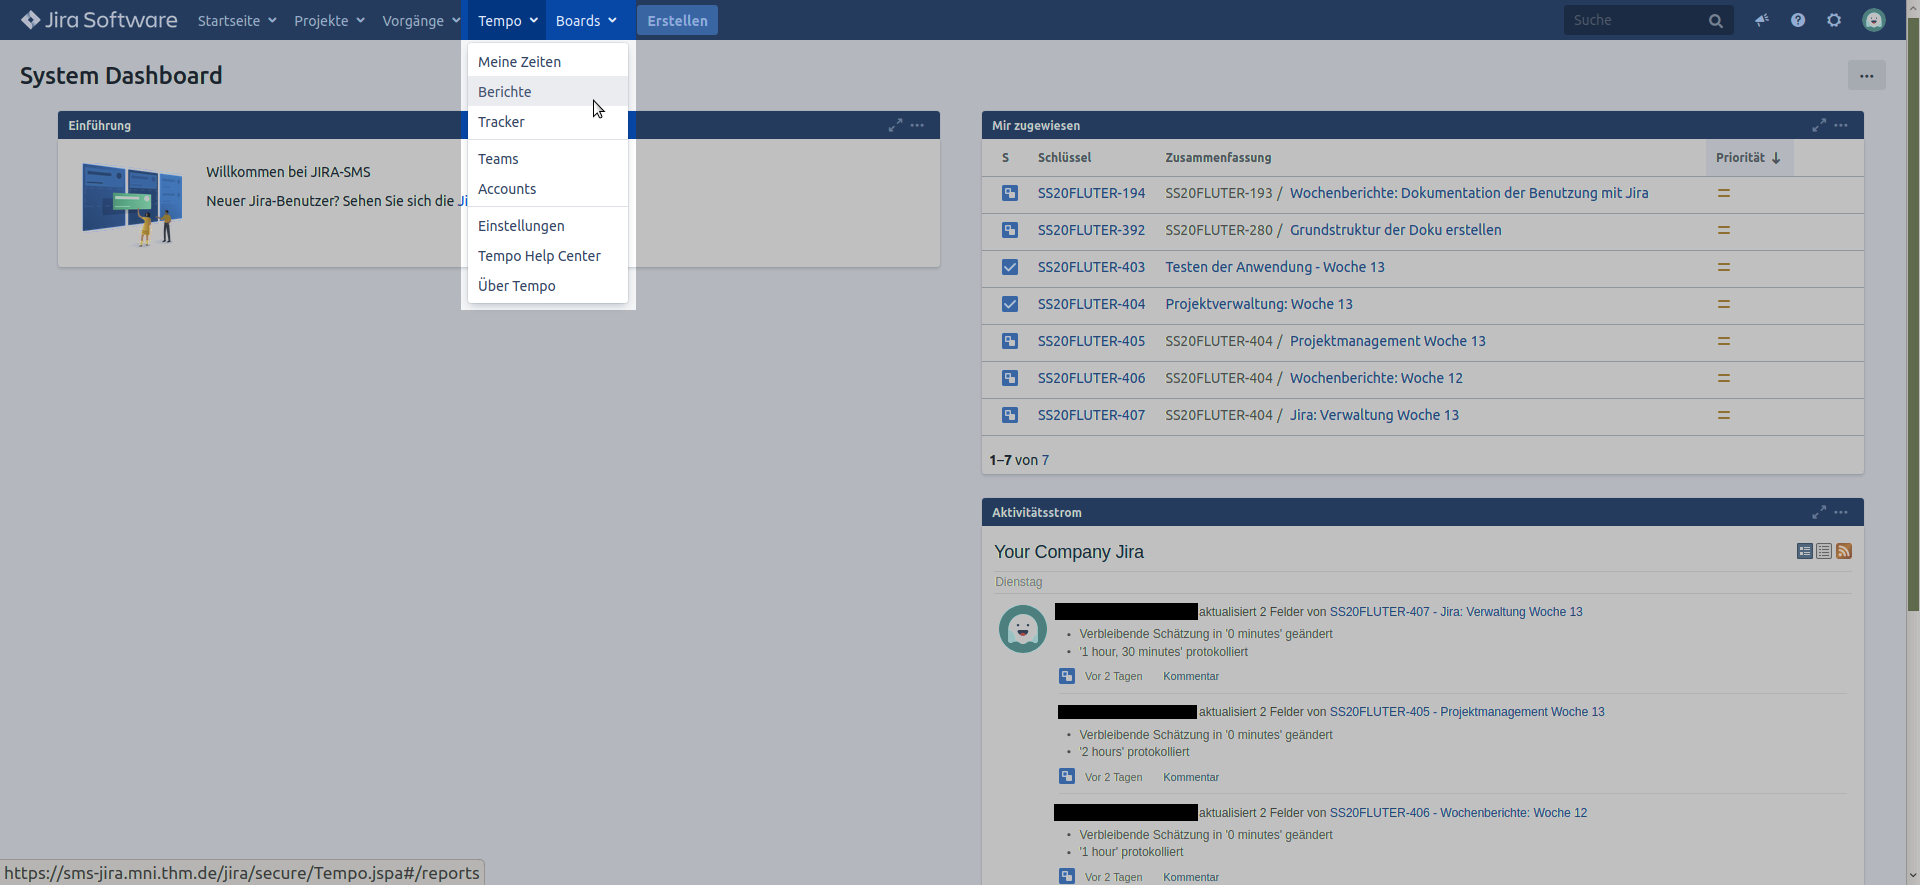 Jira Software Startseite Projekte Vorgänge Tempo Boards Erstellen Suche
System Dashboard
Meine Zeiten
Berichte
Tracker
Teams
Accounts
Einstellungen
Tempo Help Center
Über Tempo
Einführung
Willkommen bei JIRA-SMS
Neuer Jira-Benutzer? Sehen Sie sich die Ji
Mir zugewiesen
S Schlüssel Zusammenfassung Priorität
SS20FLUTER-194 SS20FLUTER-193 / Wochenberichte: Dokumentation der Benutzung mit Jira
SS20FLUTER-392 SS20FLUTER-280 / Grundstruktur der Doku erstellen
SS20FLUTER-403 Testen der Anwendung - Woche 13
SS20FLUTER-404 Projektverwaltung: Woche 13
SS20FLUTER-405 SS20FLUTER-404 / Projektmanagement Woche 13
SS20FLUTER-406 SS20FLUTER-404 / Wochenberichte: Woche 12
SS20FLUTER-407 SS20FLUTER-404 / Jira: Verwaltung Woche 13
1–7 von 7
Aktivitätsstrom
Your Company Jira
Dienstag
aktualisiert 2 Felder von SS20FLUTER-407 - Jira: Verwaltung Woche 13
• Verbleibende Schätzung in '0 minutes' geändert
• '1 hour, 30 minutes' protokolliert
Vor 2 Tagen Kommentar
aktualisiert 2 Felder von SS20FLUTER-405 - Projektmanagement Woche 13
• Verbleibende Schätzung in '0 minutes' geändert
• '2 hours' protokolliert
Vor 2 Tagen Kommentar
aktualisiert 2 Felder von SS20FLUTER-406 - Wochenberichte: Woche 12
• Verbleibende Schätzung in '0 minutes' geändert
• '1 hour' protokolliert
Vor 2 Tagen Kommentar
https://sms-jira.mni.thm.de/jira/secure/Tempo.jspa#/reports